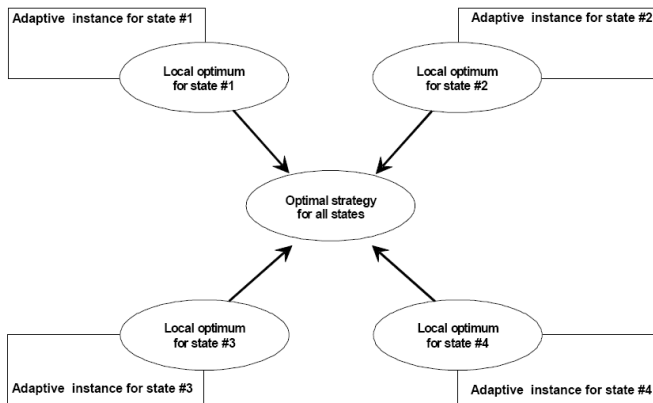 Adaptive instance for state #1
Adaptive instance for state #2
Local optimum
for state #1
Local optimum
for state #2
Optimal strategy
for all states
Local optimum
for state #3
Local optimum
for state #4
Adaptive instance for state #3
Adaptive instance for state #4